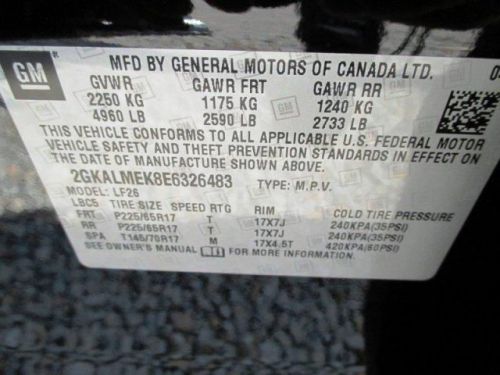 GM
MFD BY GENERAL MOTORS OF CANADA LTD.
GVWR GAWR FRT GAWR RR
2250 KG 1175 KG 1240 KG
4960 LB 2590 LB 2733 LB
THIS VEHICLE CONFORMS TO ALL APPLICABLE U.S. FEDERAL MOTOR
VEHICLE SAFETY AND THEFT PREVENTION STANDARDS IN EFFECT ON
THE DATE OF MANUFACTURE SHOWN ABOVE.
2GKALMEK8E6326483 TYPE: M.P.V.
MODEL: LF26
LBC5 TIRE SIZE SPEED RTG RIM COLD TIRE PRESSURE
FRT P225/65R17 T 17X7J 240KPA(35PSI)
RR P225/65R17 T 17X7J 240KPA(35PSI)
SPA T145/70R17 M 17X4.5T 420KPA(60PSI)
SEE OWNER'S MANUAL FOR MORE INFORMATION.